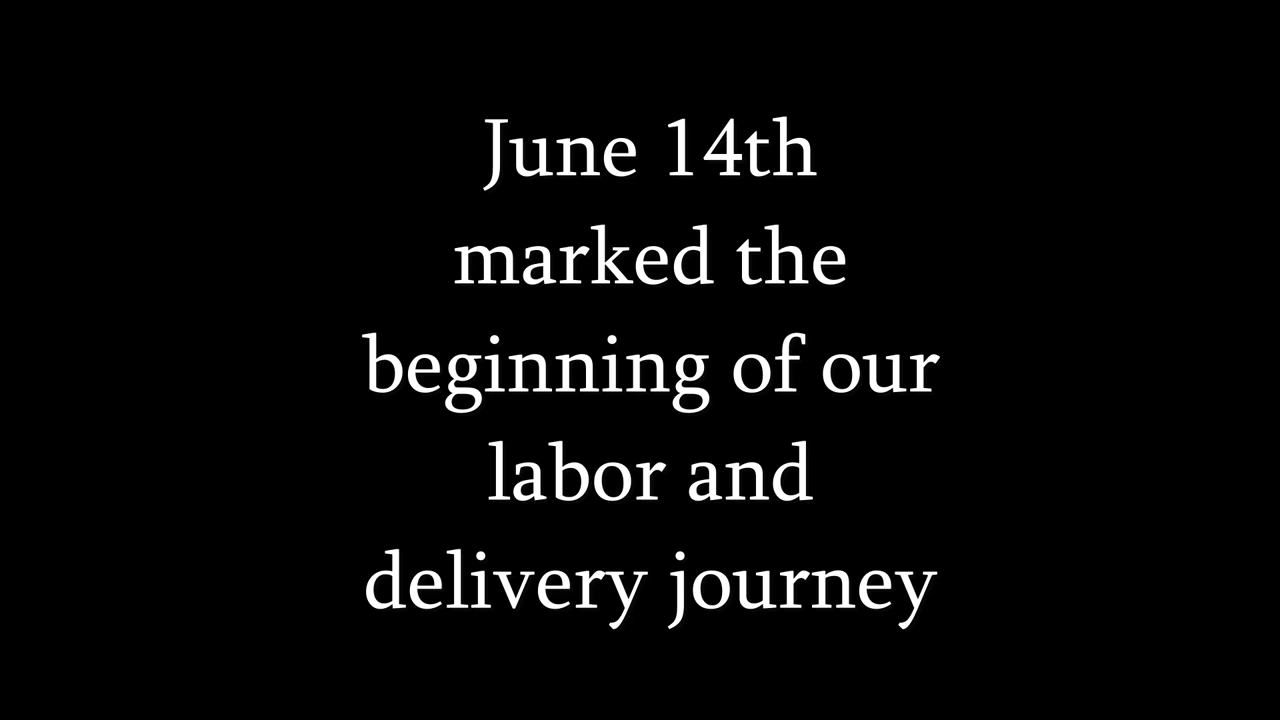 June 14th
marked the
beginning of our
labor and
delivery journey